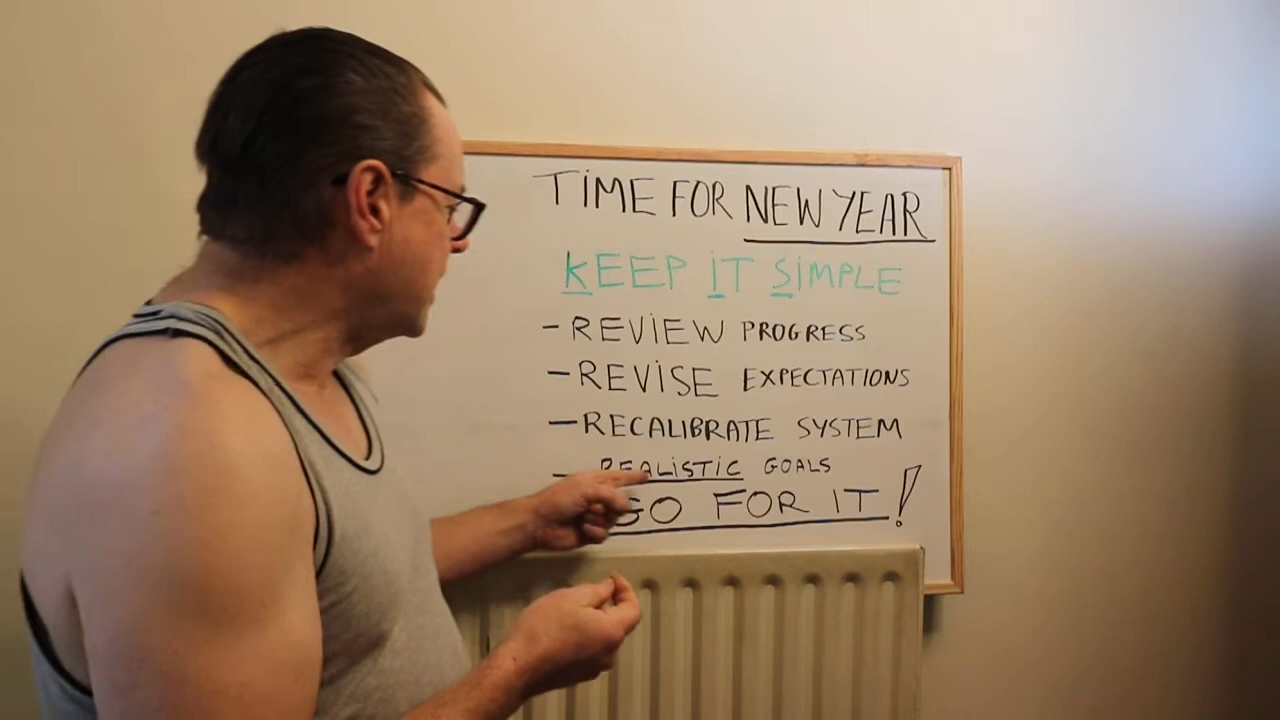 TIME FOR NEW YEAR
KEEP IT SIMPLE
- REVIEW PROGRESS
- REVISE EXPECTATIONS
- RECALIBRATE SYSTEM
- REALISTIC GOALS
GO FOR IT!